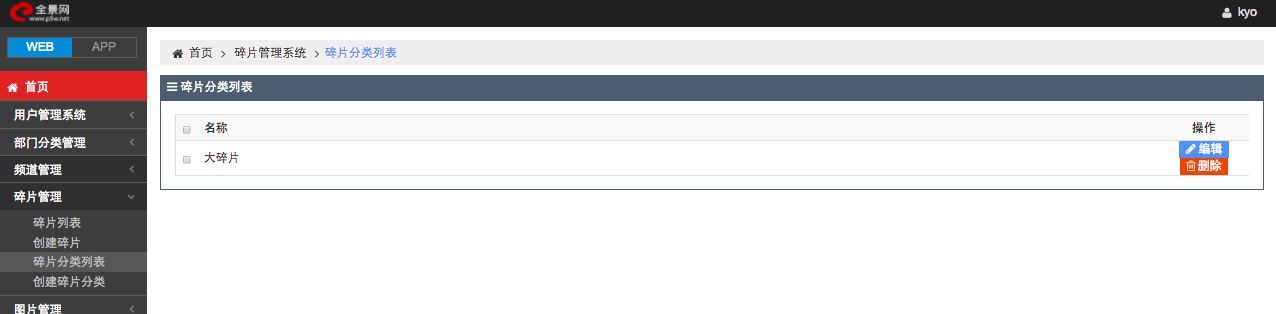 全景网
www.p5w.net
kyo
WEB
APP
首页
用户管理系统
部门分类管理
频道管理
碎片管理
碎片列表
创建碎片
碎片分类列表
创建碎片分类
图片管理
首页 > 碎片管理系统 > 碎片分类列表
碎片分类列表
名称
操作
大碎片
编辑
删除